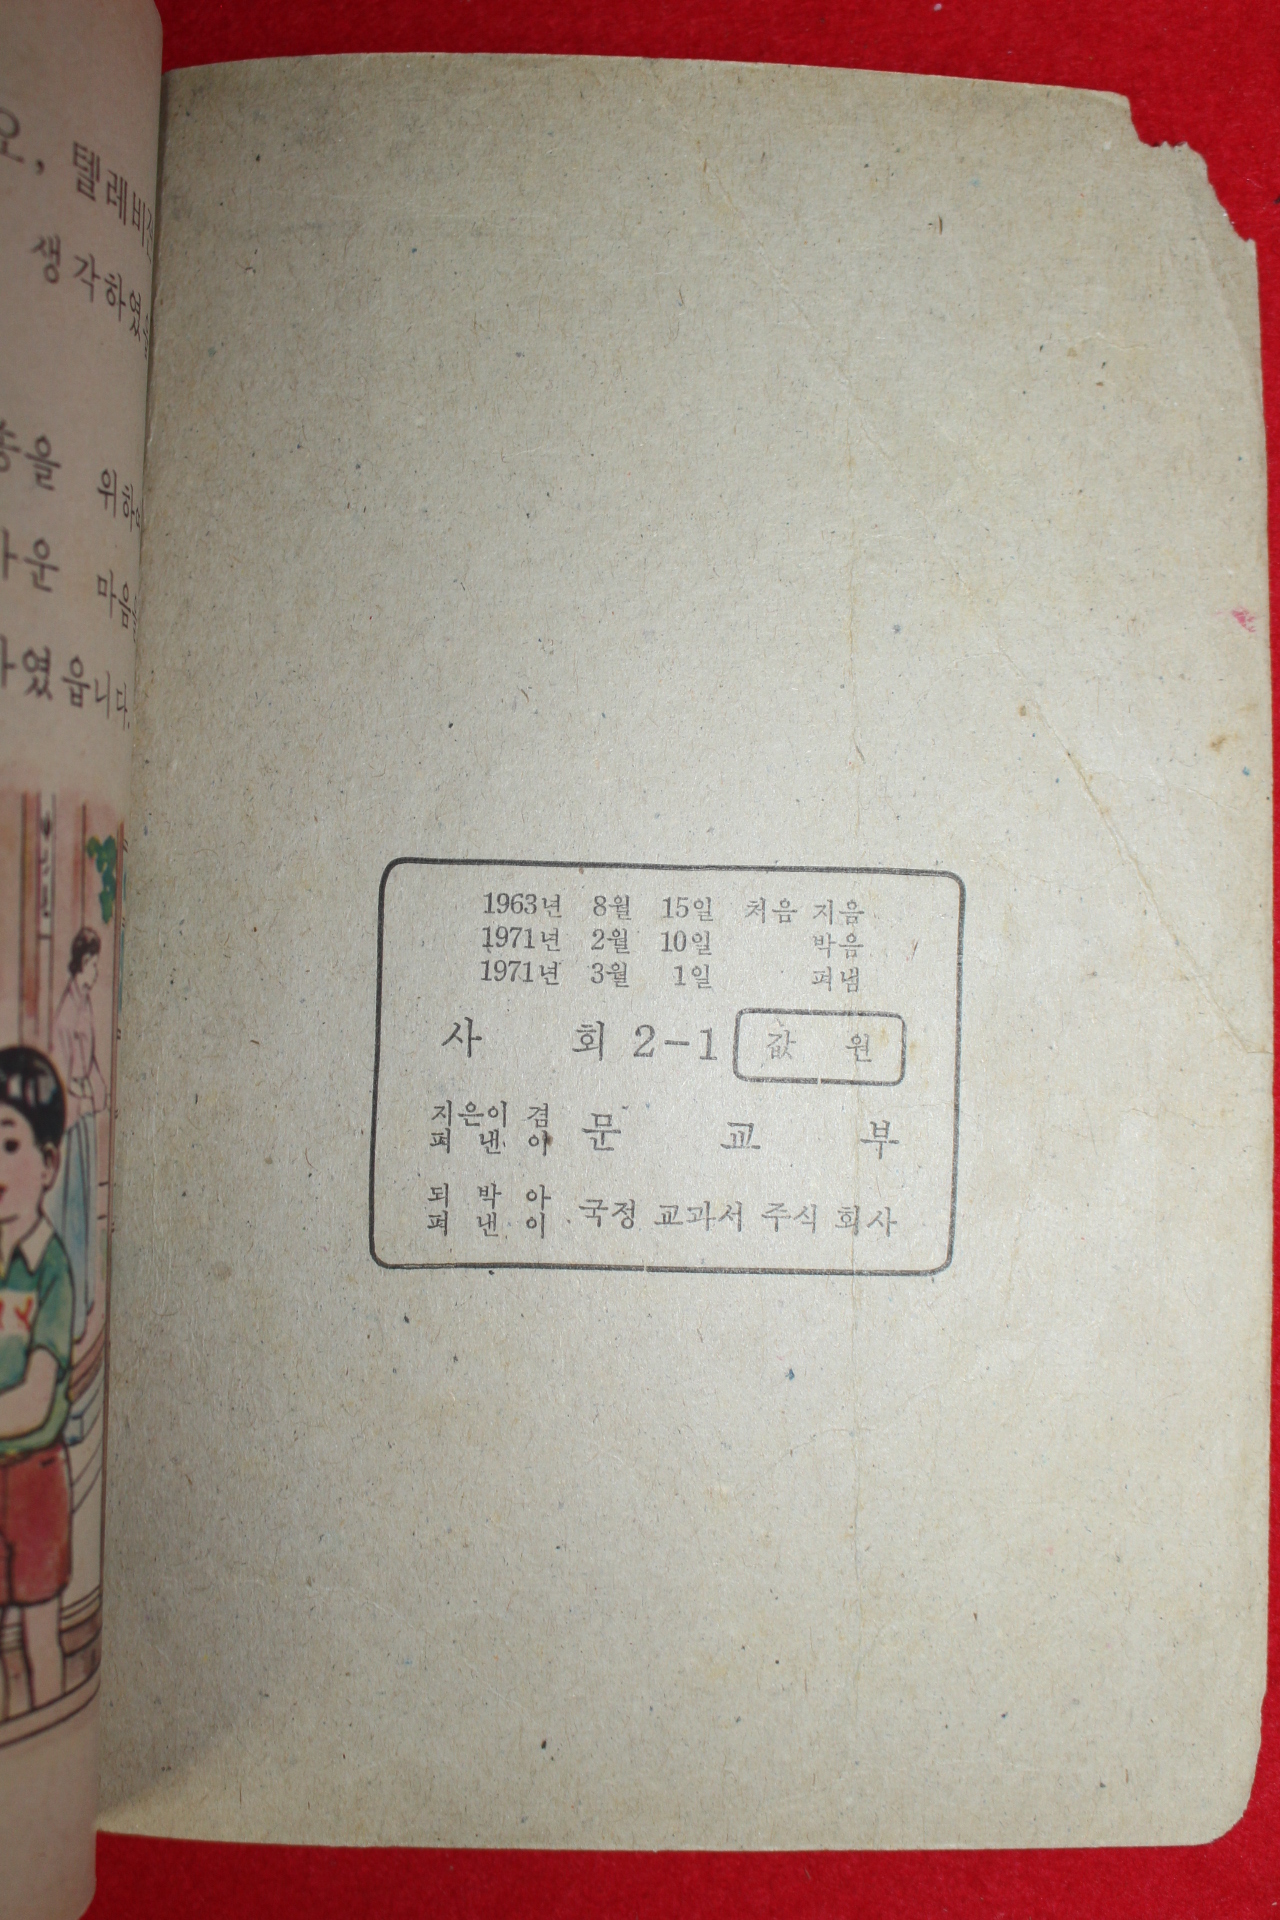 오, 텔레비전
생각하였
을 위하
운 마음
하였읍니다.
1963년 8월 15일 처음 지음
1971년 2월 10일 박음
1971년 3월 1일 펴냄
사 회 2-1 값 원
지은이 겸
펴 낸 이 문 교 부
되 박 아
펴 낸 이 국정 교과서 주식 회사